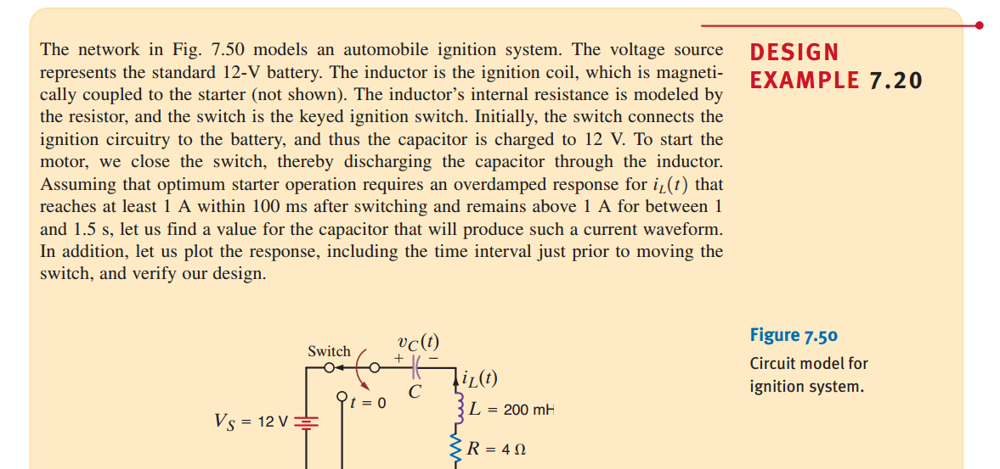 The network in Fig. 7.50 models an automobile ignition system. The voltage source
represents the standard 12-V battery. The inductor is the ignition coil, which is magneti-
cally coupled to the starter (not shown). The inductor’s internal resistance is modeled by
the resistor, and the switch is the keyed ignition switch. Initially, the switch connects the
ignition circuitry to the battery, and thus the capacitor is charged to 12 V. To start the
motor, we close the switch, thereby discharging the capacitor through the inductor.
Assuming that optimum starter operation requires an overdamped response for iL(t) that
reaches at least 1 A within 100 ms after switching and remains above 1 A for between 1
and 1.5 s, let us find a value for the capacitor that will produce such a current waveform.
In addition, let us plot the response, including the time interval just prior to moving the
switch, and verify our design.
DESIGN
EXAMPLE 7.20
Switch
vC(t)
+ −
iL(t)
C
t = 0
L = 200 mH
VS = 12 V
R = 4 Ω
Figure 7.50
Circuit model for
ignition system.